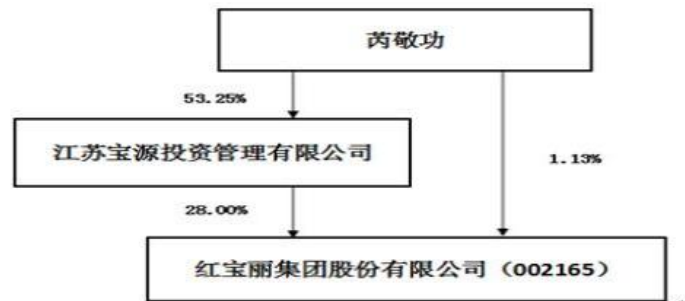 芮敬功
53.25%
江苏宝源投资管理有限公司
1.13%
28.00%
红宝丽集团股份有限公司（002165）